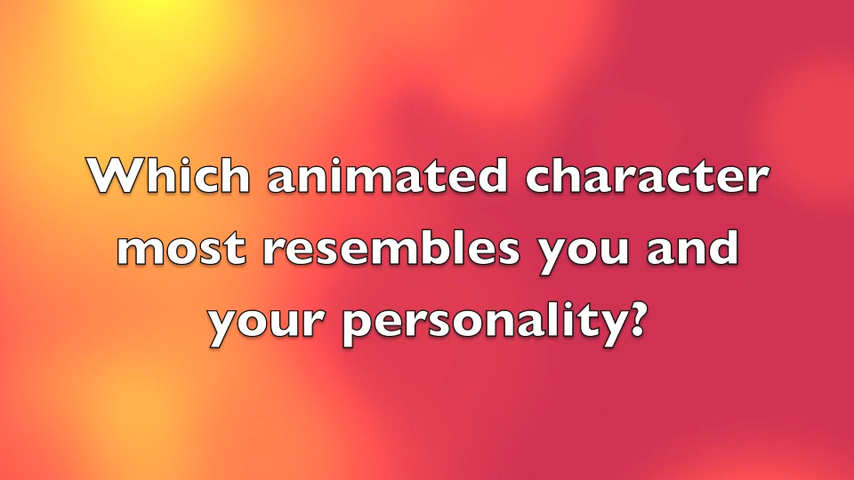 Which animated character
most resembles you and
your personality?